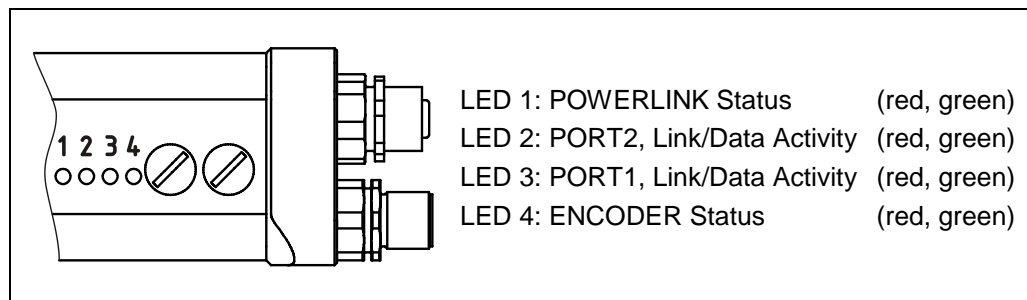 1 2 3 4
LED 1: POWERLINK Status (red, green)
LED 2: PORT2, Link/Data Activity (red, green)
LED 3: PORT1, Link/Data Activity (red, green)
LED 4: ENCODER Status (red, green)